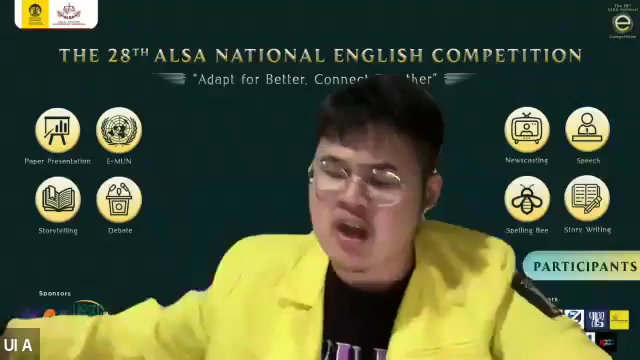 THE 28TH ALSA NATIONAL ENGLISH COMPETITION
"Adapt for Better, Connect
Paper Presentation
E-MUN
Newscasting
Speech
Storytelling
Debate
Spelling Bee
Story Writing
PARTICIPANTS
Sponsors
UI A